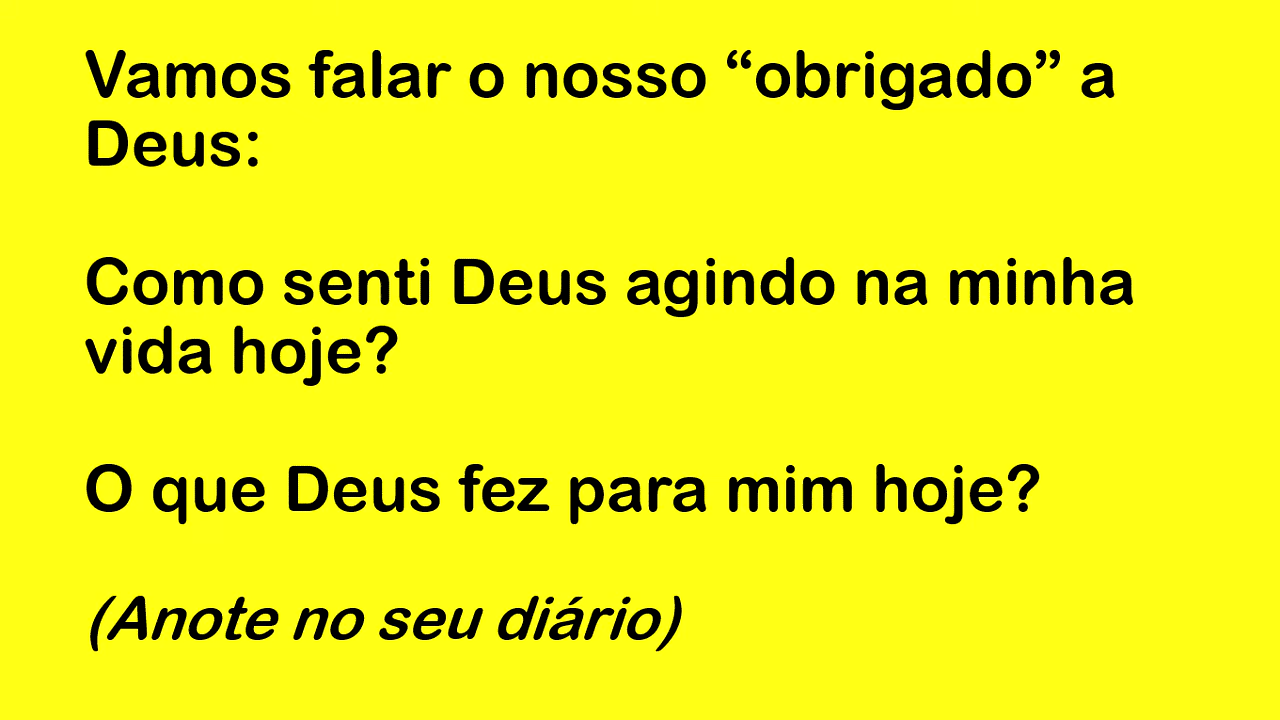 Vamos falar o nosso “obrigado” a
Deus:
Como senti Deus agindo na minha
vida hoje?
O que Deus fez para mim hoje?
(Anote no seu diário)